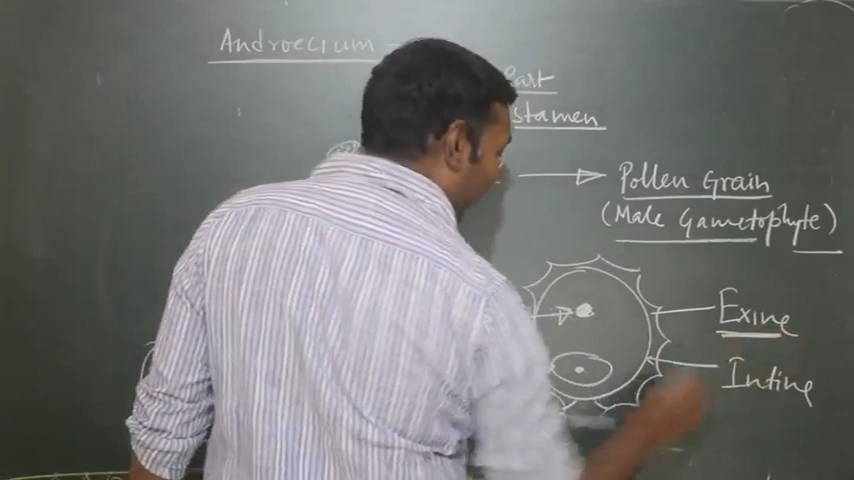 Androecium
Part
Stamen
Pollen Grain
(Male Gametophyte)
Exine
Intine